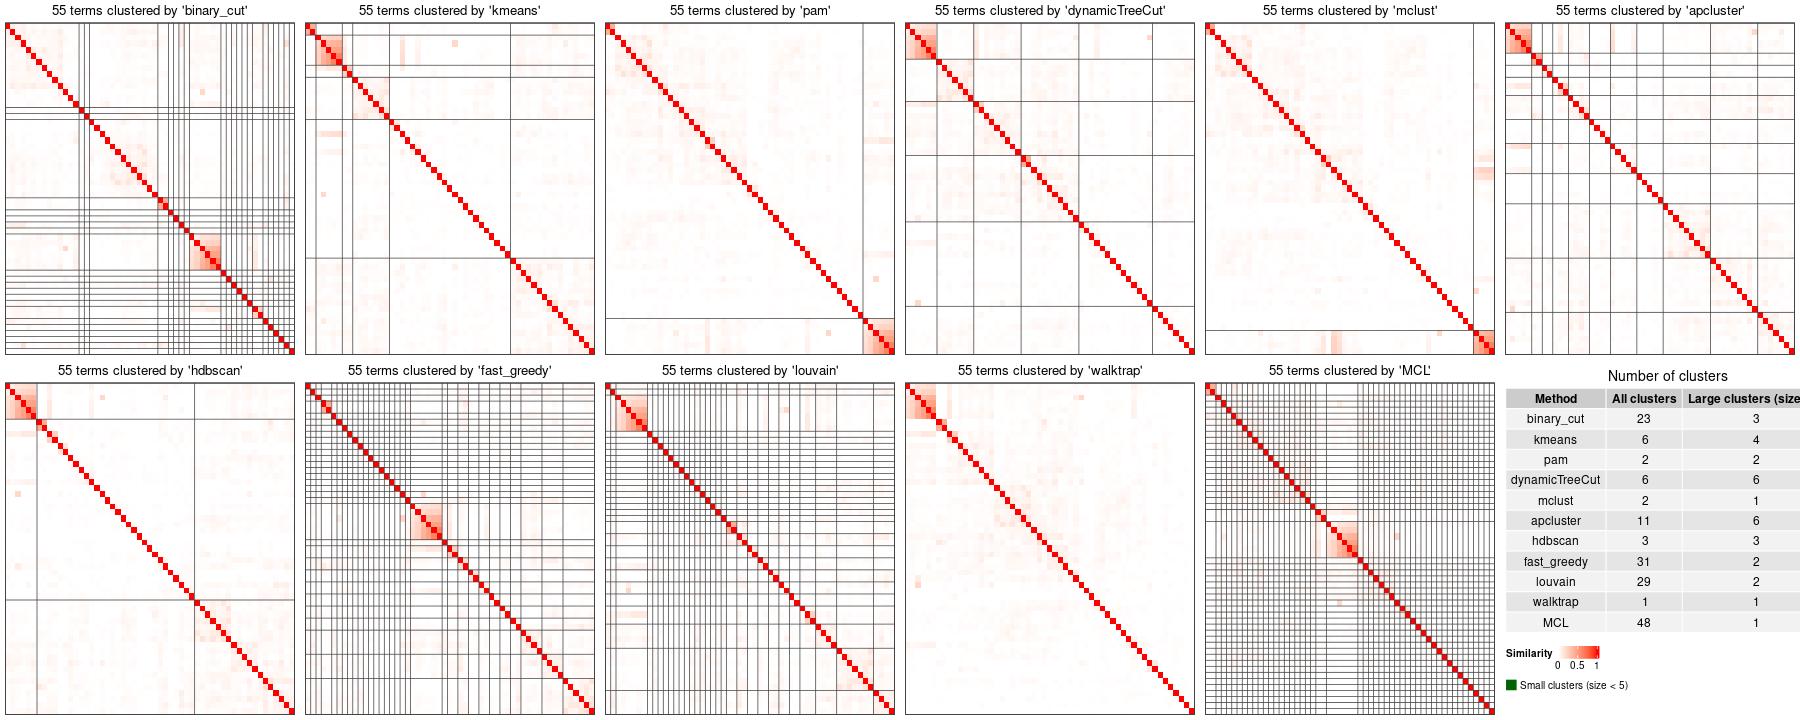 55 terms clustered by 'binary_cut'
55 terms clustered by 'kmeans'
55 terms clustered by 'pam'
55 terms clustered by 'dynamicTreeCut'
55 terms clustered by 'mclust'
55 terms clustered by 'apcluster'
55 terms clustered by 'hdbscan'
55 terms clustered by 'fast_greedy'
55 terms clustered by 'louvain'
55 terms clustered by 'walktrap'
55 terms clustered by 'MCL'
Number of clusters
Method All clusters Large clusters (size
binary_cut 23 3
kmeans 6 4
pam 2 2
dynamicTreeCut 6 6
mclust 2 1
apcluster 11 6
hdbscan 3 3
fast_greedy 31 2
louvain 29 2
walktrap 1 1
MCL 48 1
Similarity
0 0.5 1
Small clusters (size < 5)